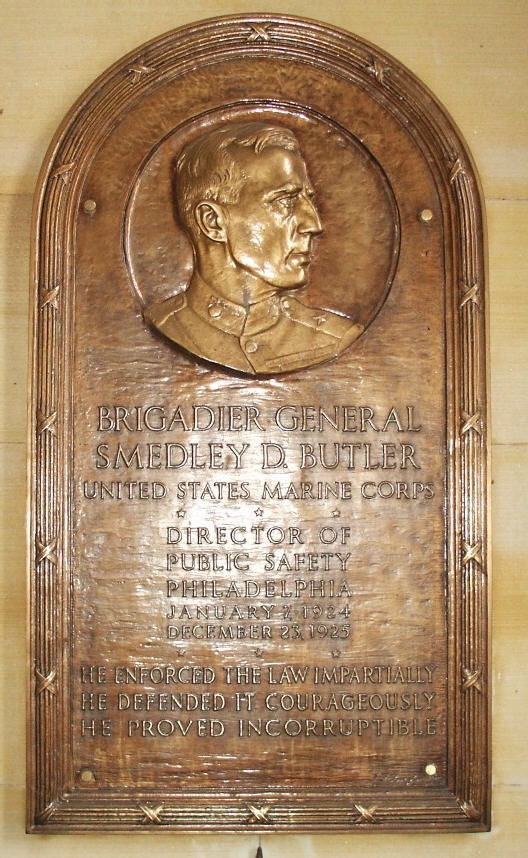 BRIGADIER GENERAL
SMEDLEY D. BUTLER
UNITED STATES MARINE CORPS
DIRECTOR OF
PUBLIC SAFETY
PHILADELPHIA
JANUARY 7, 1924
DECEMBER 23, 1925
HE ENFORCED THE LAW IMPARTIALLY
HE DEFENDED IT COURAGEOUSLY
HE PROVED INCORRUPTIBLE